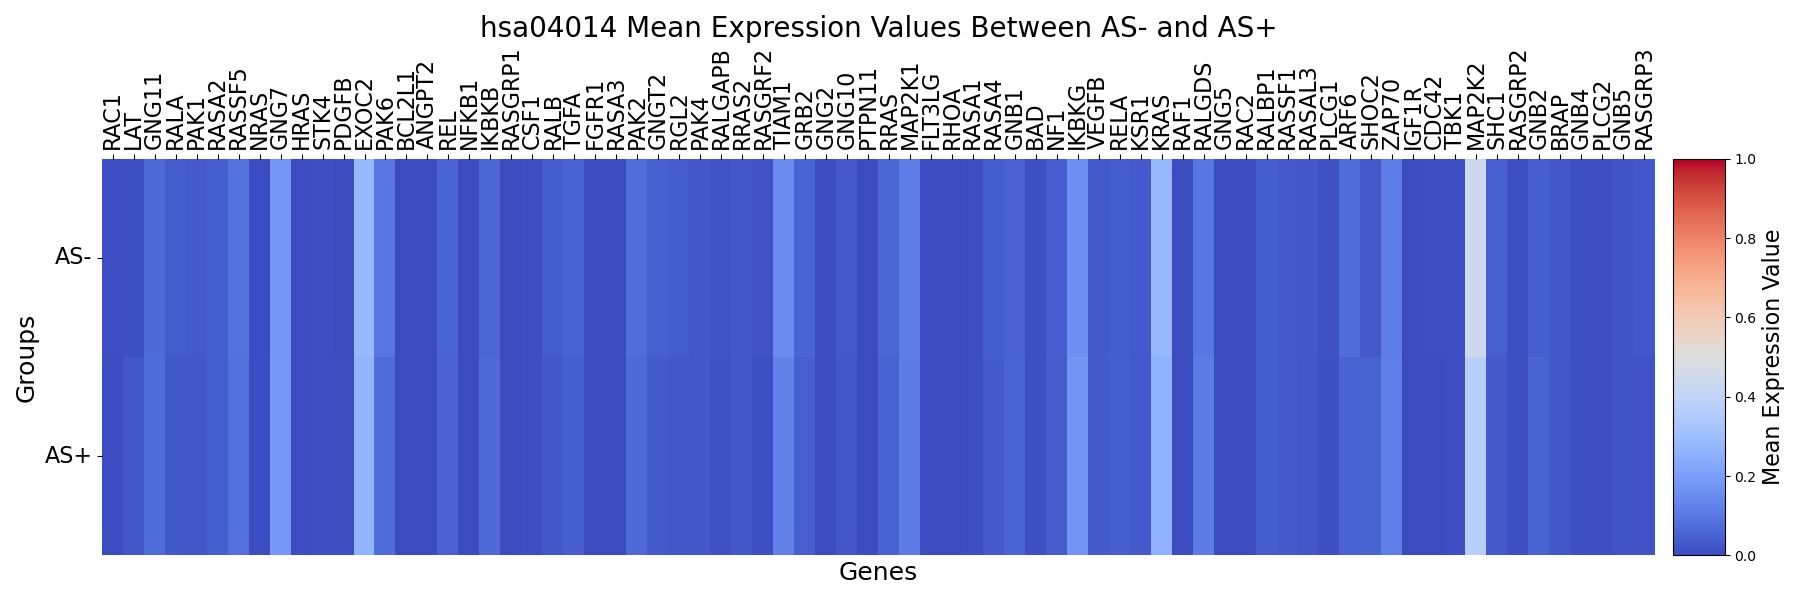 hsa04014 Mean Expression Values Between AS- and AS+
RAC1
LAT
GNG11
RALA
PAK1
RASA2
RASSF5
NRAS
GNG7
HRAS
STK4
PDGFB
EXOC2
PAK6
BCL2L1
ANGPT2
REL
NFKB1
IKBKB
RASGRP1
CSF1
RALB
TGFA
FGFR1
RASA3
PAK2
GNGT2
RGL2
PAK4
RALGAPB
RRAS2
RASGRF2
TIAM1
GRB2
GNG2
GNG10
PTPN11
RRAS
MAP2K1
FLT3LG
RHOA
RASA1
RASA4
GNB1
BAD
NF1
IKBKG
VEGFB
RELA
KSR1
KRAS
RAF1
RALGDS
GNG5
RAC2
RALBP1
RASSF1
RASAL3
PLCG1
ARF6
SHOC2
ZAP70
IGF1R
CDC42
TBK1
MAP2K2
SHC1
RASGRP2
GNB2
BRAP
GNB4
PLCG2
GNB5
RASGRP3
Groups
AS-
AS+
Genes
1.0
0.8
0.6
0.4
0.2
0.0
Mean Expression Value